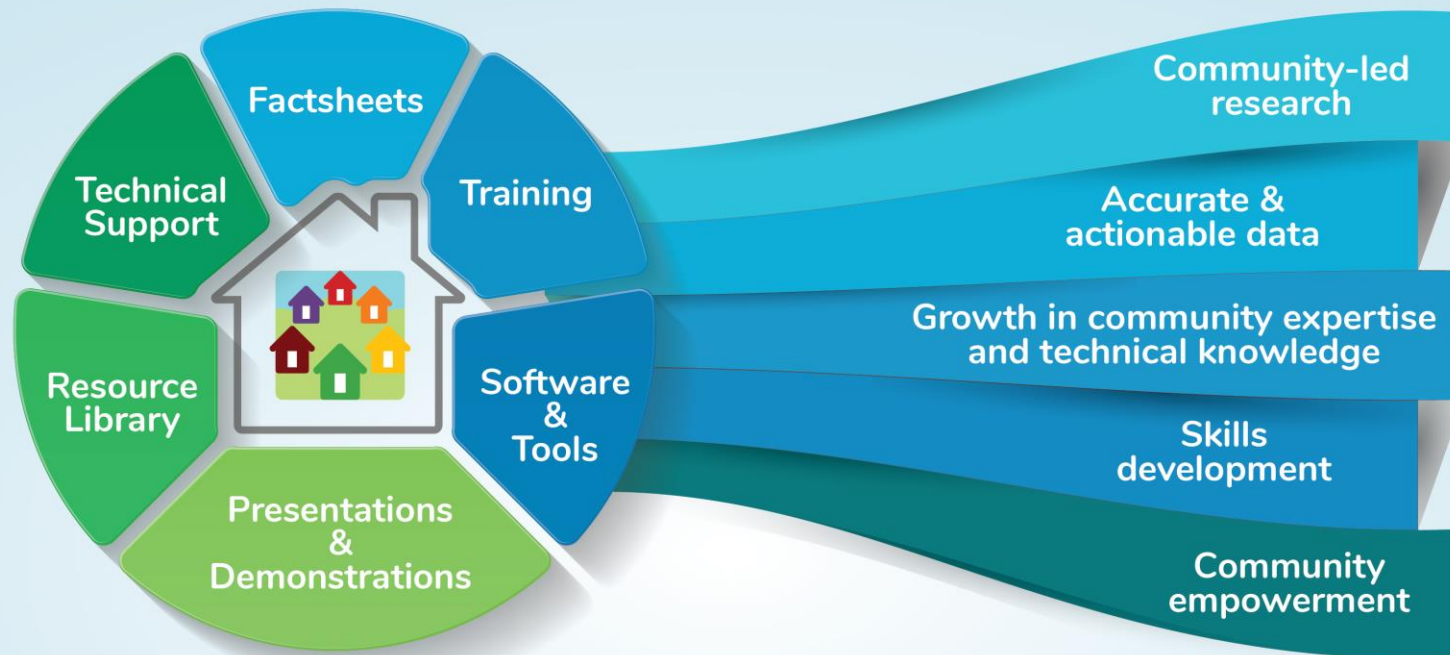 Factsheets
Training
Software
&
Tools
Presentations
&
Demonstrations
Resource
Library
Technical
Support
Community-led
research
Accurate &
actionable data
Growth in community expertise
and technical knowledge
Skills
development
Community
empowerment